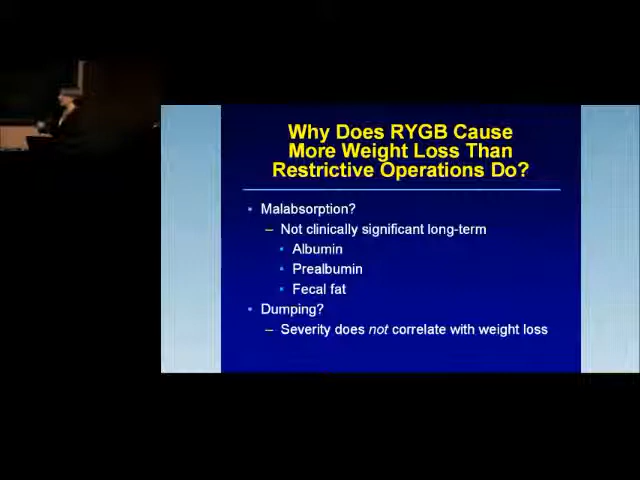 Why Does RYGB Cause
More Weight Loss Than
Restrictive Operations Do?
• Malabsorption?
– Not clinically significant long-term
• Albumin
• Prealbumin
• Fecal fat
• Dumping?
– Severity does not correlate with weight loss